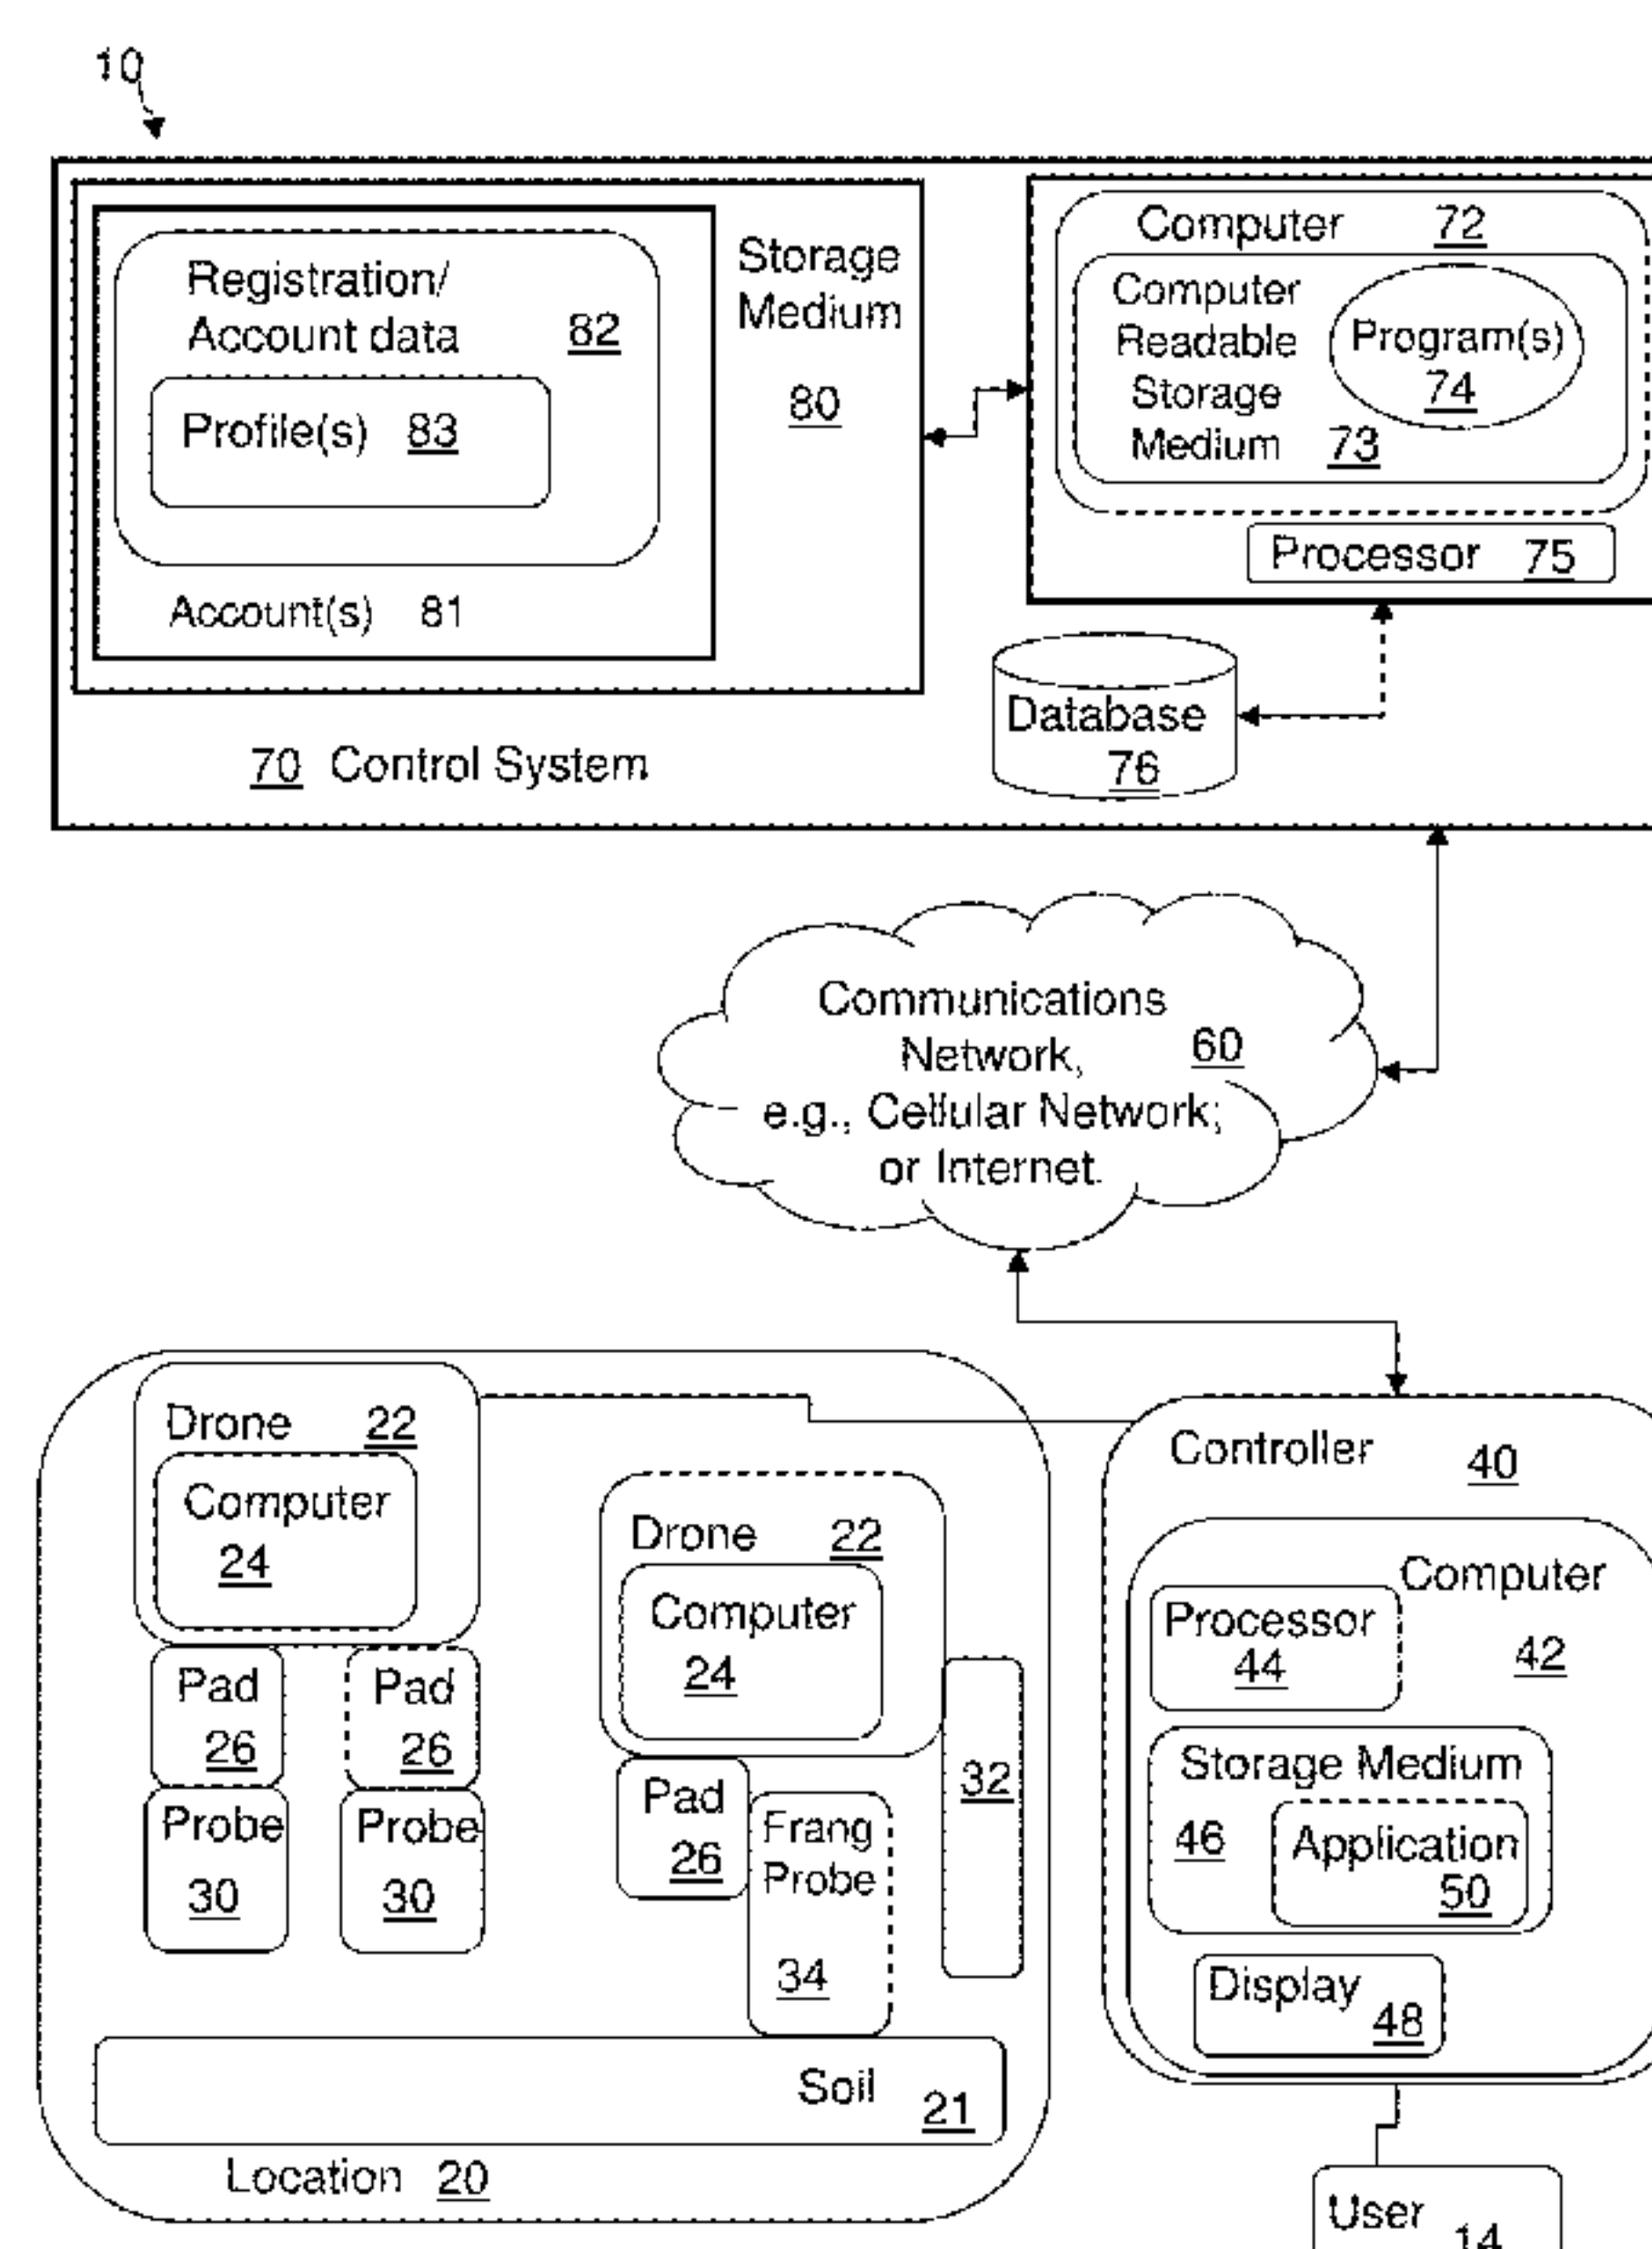 10
Registration/
Account data 82
Profile(s) 83
Account(s) 81
Storage
Medium
80
70 Control System
Computer 72
Computer
Readable
Storage
Medium 73
Program(s)
74
Processor 75
Database
76
Communications
Network, 60
e.g., Cellular Network;
or Internet.
Drone 22
Computer
24
Pad
26
Pad
26
Probe
30
Probe
30
Drone 22
Computer
24
Pad
26
Frang
Probe
34
32
Soil 21
Location 20
Controller 40
Computer
42
Processor
44
Storage Medium
46
Application
50
Display
48
User
14